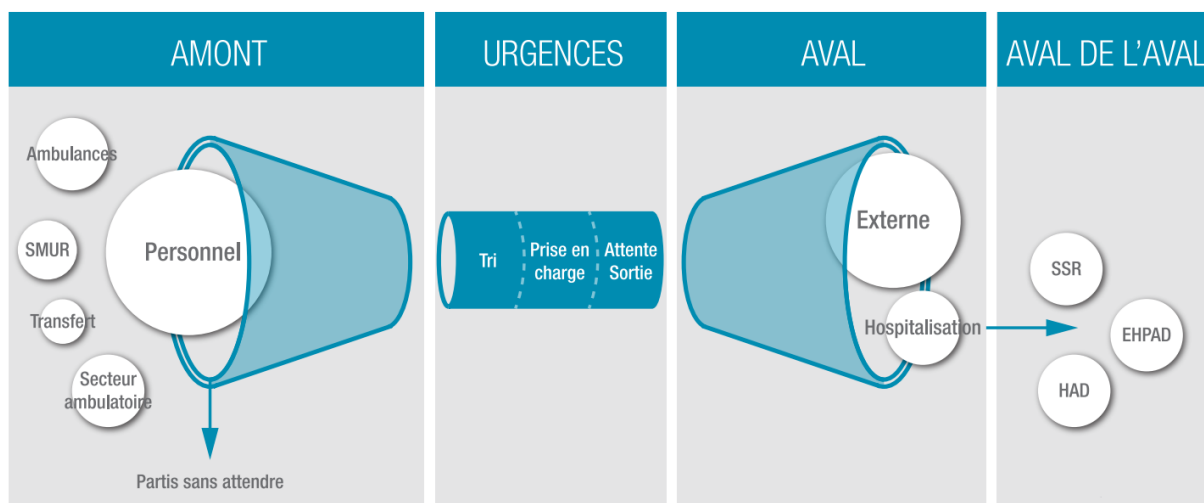 AMONT
URGENCES
AVAL
AVAL DE L'AVAL
Ambulances
SMUR
Personnel
Transfert
Secteur
ambulatoire
Partis sans attendre
Tri
Prise en
charge
Attente
Sortie
Externe
Hospitalisation
SSR
EHPAD
HAD